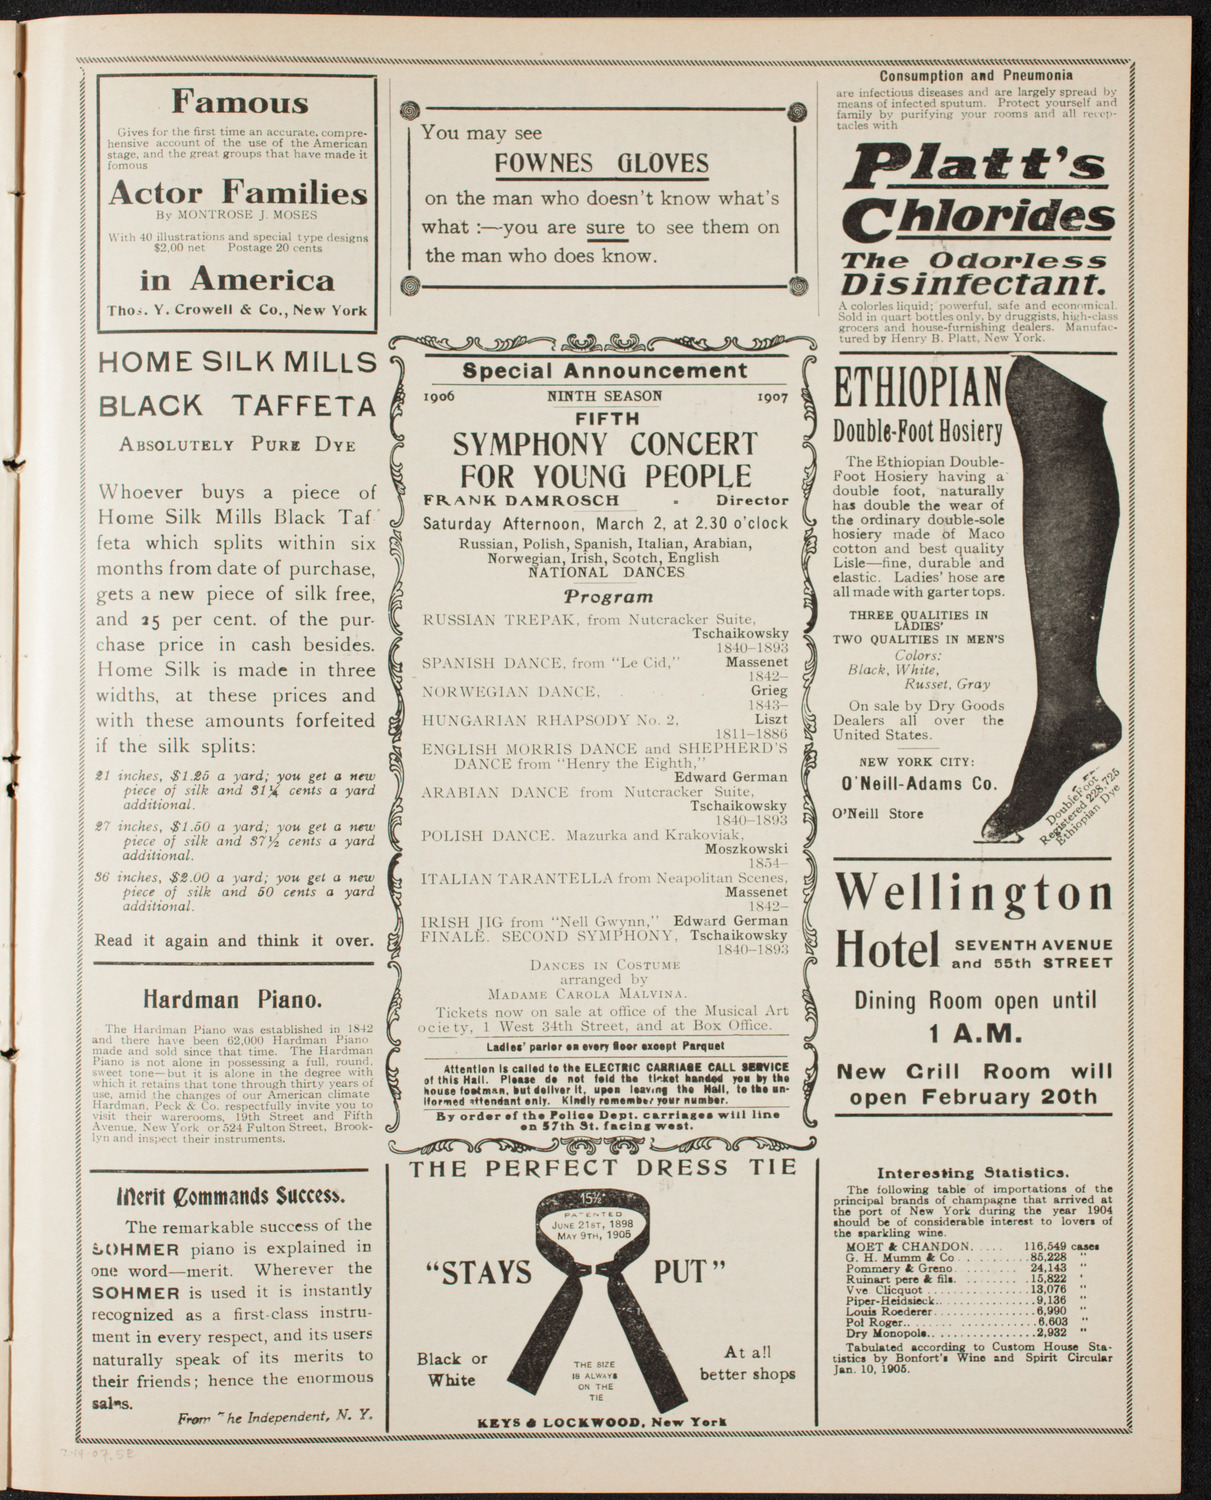 Famous
Gives for the first time an accurate, compre-
hensive account of the use of the American
stage, and the great groups that have made it
fomous
Actor Families
By MONTROSE J. MOSES
With 40 illustrations and special type designs
$2,00 net Postage 20 cents
in America
Thos. Y. Crowell & Co., New York
HOME SILK MILLS
BLACK TAFFETA
ABSOLUTELY PURE DYE
Whoever buys a piece of
Home Silk Mills Black Taf
feta which splits within six
months from date of purchase,
gets a new piece of silk free,
and 25 per cent. of the pur-
chase price in cash besides.
Home Silk is made in three
widths, at these prices and
with these amounts forfeited
if the silk splits:
21 inches, $1.25 a yard; you get a new
piece of silk and 31¼ cents a yard
additional.
27 inches, $1.50 a yard; you get a new
piece of silk and 37½ cents a yard
additional.
36 inches, $2.00 a yard; you get a new
piece of silk and 50 cents a yard
additional.
Read it again and think it over.
Hardman Piano.
The Hardman Piano was established in 1842
and there have been 62,000 Hardman Piano
made and sold since that time. The Hardman
Piano is not alone in possessing a full, round,
sweet tone—but it is alone in the degree with
which it retains that tone through thirty years of
use, amid the changes of our American climate
Hardman, Peck & Co. respectfully invite you to
visit their warerooms, 19th Street and Fifth
Avenue, New York or 524 Fulton Street, Brook-
lyn and inspect their instruments.
Merit Commands Success.
The remarkable success of the
SOHMER piano is explained in
one word—merit. Wherever the
SOHMER is used it is instantly
recognized as a first-class instru-
ment in every respect, and its users
naturally speak of its merits to
their friends; hence the enormous
sales.
From The Independent, N. Y.
You may see
FOWNES GLOVES
on the man who doesn't know what's
what :—you are sure to see them on
the man who does know.
Special Announcement
1906 NINTH SEASON 1907
FIFTH
SYMPHONY CONCERT
FOR YOUNG PEOPLE
FRANK DAMROSCH - Director
Saturday Afternoon, March 2, at 2.30 o'clock
Russian, Polish, Spanish, Italian, Arabian,
Norwegian, Irish, Scotch, English
NATIONAL DANCES
Program
RUSSIAN TREPAK, from Nutcracker Suite,
Tschaikowsky
1840–1893
SPANISH DANCE, from "Le Cid," Massenet
1842–
NORWEGIAN DANCE, . . . Grieg
1843–
HUNGARIAN RHAPSODY No. 2, Liszt
1811–1886
ENGLISH MORRIS DANCE and SHEPHERD'S
DANCE from "Henry the Eighth,"
Edward German
ARABIAN DANCE from Nutcracker Suite,
Tschaikowsky
1840–1893
POLISH DANCE. Mazurka and Krakoviak,
Moszkowski
1854–
ITALIAN TARANTELLA from Neapolitan Scenes,
Massenet
1842–
IRISH JIG from "Nell Gwynn," Edward German
FINALE. SECOND SYMPHONY, Tschaikowsky
1840–1893
DANCES IN COSTUME
arranged by
MADAME CAROLA MALVINA.
Tickets now on sale at office of the Musical Art
ociety, 1 West 34th Street, and at Box Office.
Ladies' parlor on every floor except Parquet
Attention is called to the ELECTRIC CARRIAGE CALL SERVICE
of this Hall. Please do not fold the ticket handed you by the
house footman, but deliver it, upon leaving the Hall, to the un-
iformed attendant only. Kindly remember your number.
By order of the Police Dept. carriages will line
on 57th St. facing west.
THE PERFECT DRESS TIE
15½
PATENTED
JUNE 21ST, 1898
MAY 9TH, 1905
"STAYS PUT"
Black or
White
THE SIZE
IS ALWAYS
ON THE
TIE
At all
better shops
KEYS & LOCKWOOD, New York
Consumption and Pneumonia
are infectious diseases and are largely spread by
means of infected sputum. Protect yourself and
family by purifying your rooms and all recep-
tacles with
Platt's
Chlorides
The Odorless
Disinfectant.
A colorles liquid; powerful, safe and economical.
Sold in quart bottles only, by druggists, high-class
grocers and house-furnishing dealers. Manufac-
tured by Henry B. Platt, New York.
ETHIOPIAN
Double-Foot Hosiery
The Ethiopian Double-
Foot Hosiery having a
double foot, naturally
has double the wear of
the ordinary double-sole
hosiery made of Maco
cotton and best quality
Lisle—fine, durable and
elastic. Ladies' hose are
all made with garter tops.
THREE QUALITIES IN
LADIES'
TWO QUALITIES IN MEN'S
Colors:
Black, White,
Russet, Gray
On sale by Dry Goods
Dealers all over the
United States.
NEW YORK CITY:
O'Neill-Adams Co.
O'Neill Store
DoubleFoot
Registered 228,725
Ethiopian Dye
Wellington
Hotel SEVENTH AVENUE
and 55th STREET
Dining Room open until
1 A.M.
New Grill Room will
open February 20th
Interesting Statistics.
The following table of importations of the
principal brands of champagne that arrived at
the port of New York during the year 1904
should be of considerable interest to lovers of
the sparkling wine.
MOET & CHANDON..... 116,549 cases
G. H. Mumm & Co.........85,228 "
Pommery & Greno..........24,143 "
Ruinart pere & fils..........15,822 '
Vve Clicquot................13,076 "
Piper-Heidsieck..............9,136 "
Louis Roederer..............6,990 "
Pol Roger..................6,603 "
Dry Monopole..............2,932 "
Tabulated according to Custom House Sta-
tistics by Bonfort's Wine and Spirit Circular
Jan. 10, 1905.
2-19-07.5E